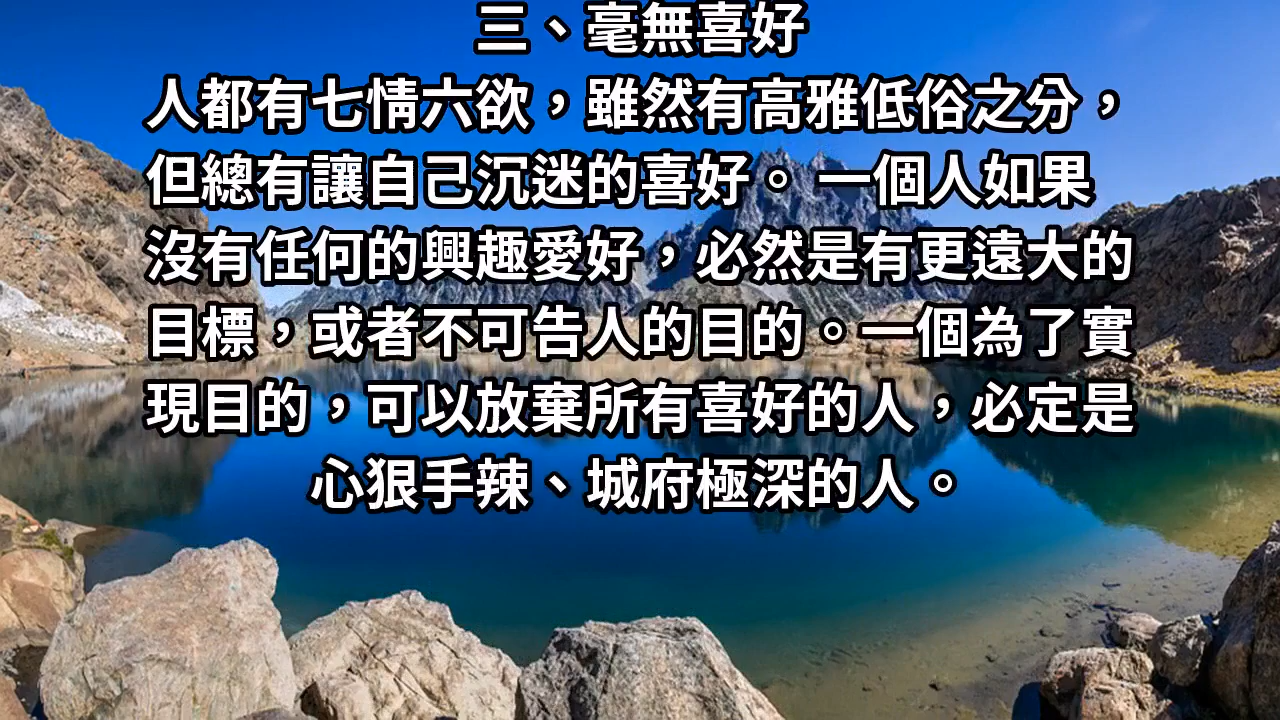 三、毫無喜好
人都有七情六欲，雖然有高雅低俗之分，
但總有讓自己沉迷的喜好。 一個人如果
沒有任何的興趣愛好，必然是有更遠大的
目標，或者不可告人的目的。一個為了實
現目的，可以放棄所有喜好的人，必定是
心狠手辣、城府極深的人。